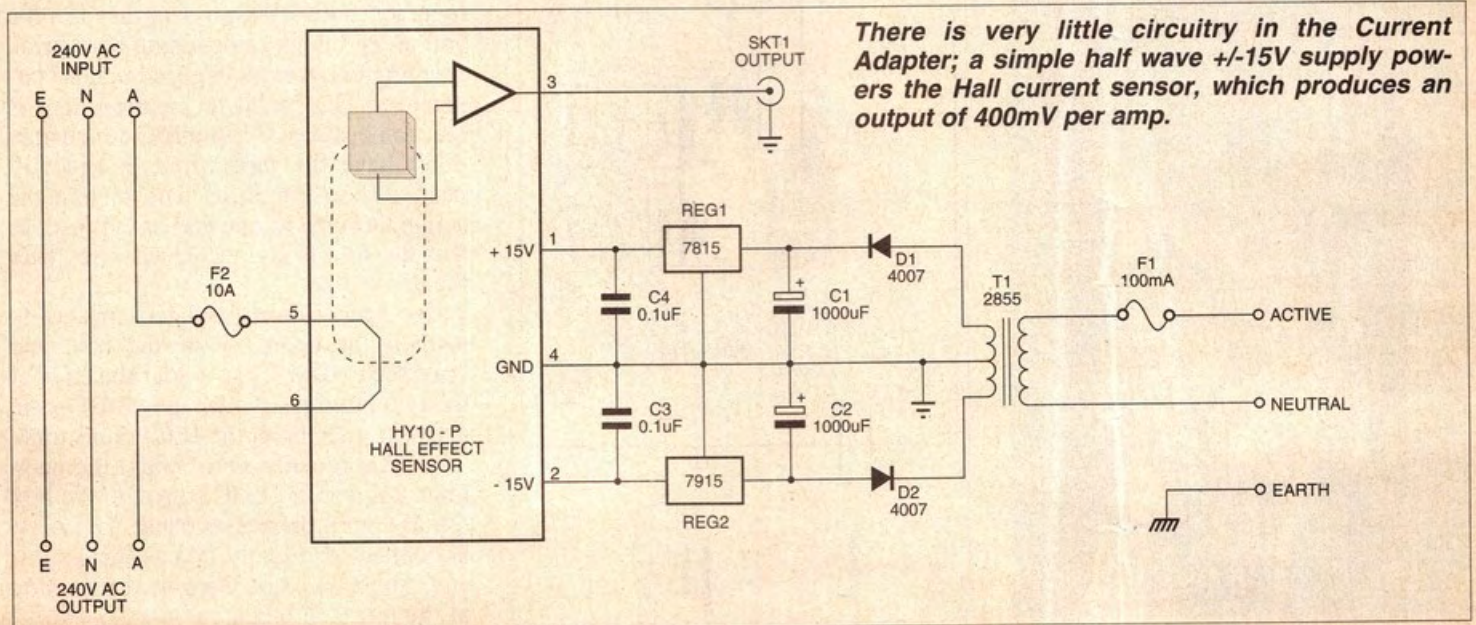 There is very little circuitry in the Current
Adapter; a simple half wave +/-15V supply pow-
ers the Hall current sensor, which produces an
output of 400mV per amp.
240V AC
INPUT
E N A
F2
10A
5
6
3
SKT1
OUTPUT
+ 15V
1
GND
4
- 15V
2
HY10 - P
HALL EFFECT
SENSOR
C4
0.1uF
C3
0.1uF
REG1
7815
7915
REG2
+
C1
1000uF
+
C2
1000uF
D1
4007
D2
4007
T1
2855
F1
100mA
ACTIVE
NEUTRAL
EARTH
E N A
240V AC
OUTPUT